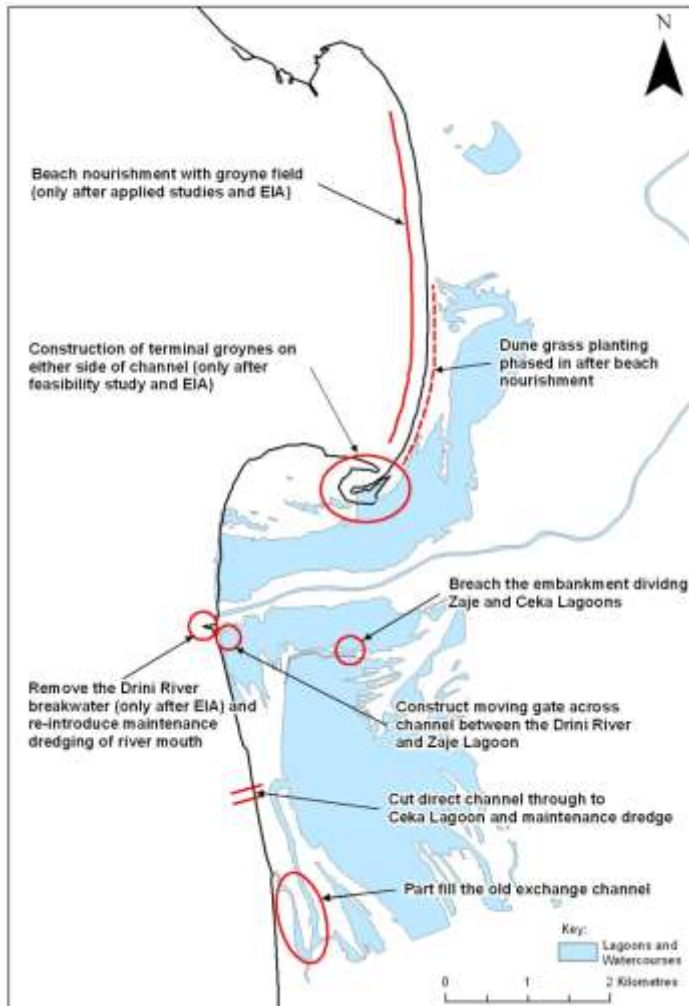 N
Beach nourishment with groyne field
(only after applied studies and EIA)
Construction of terminal groynes on
either side of channel (only after
feasibility study and EIA)
Dune grass planting
phased in after beach
nourishment
Breach the embankment dividng
Zaje and Ceka Lagoons
Remove the Drini River
breakwater (only after EIA) and
re-introduce maintenance
dredging of river mouth
Construct moving gate across
channel between the Drini River
and Zaje Lagoon
Cut direct channel through to
Ceka Lagoon and maintenance dredge
Part fill the old exchange channel
Key:
Lagoons and
Watercourses
0 1 2 Kilometres